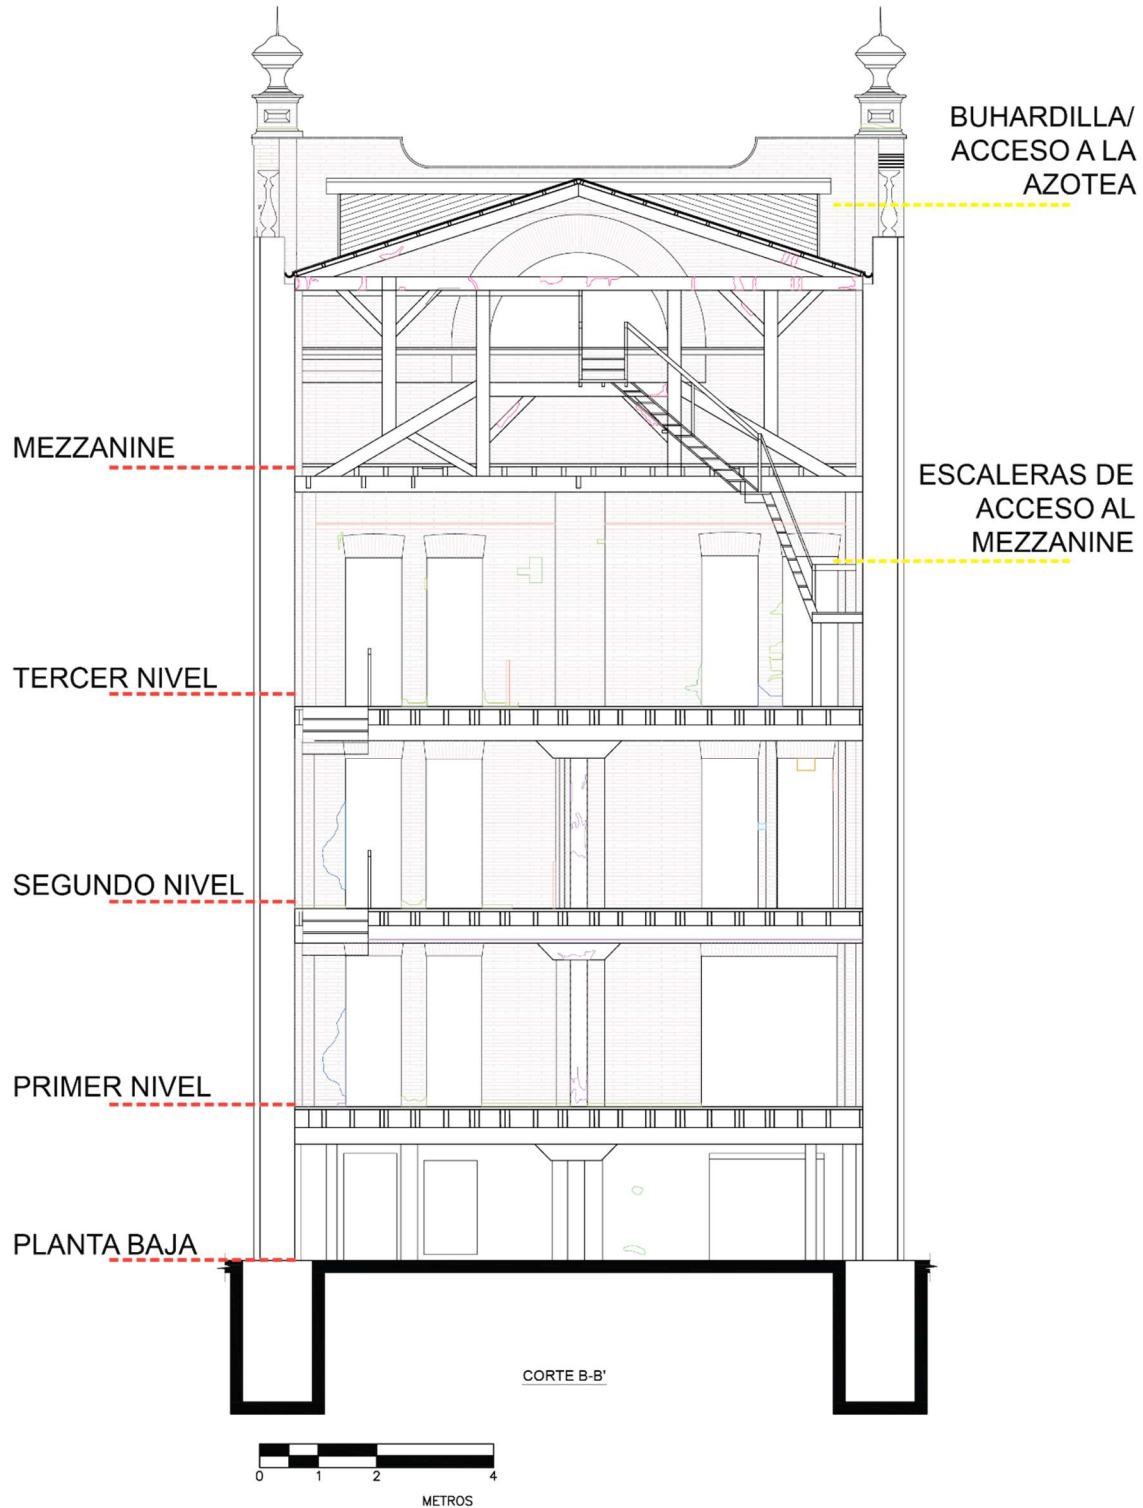 BUHARDILLA/
ACCESO A LA
AZOTEA
MEZZANINE
ESCALERAS DE
ACCESO AL
MEZZANINE
TERCER NIVEL
SEGUNDO NIVEL
PRIMER NIVEL
PLANTA BAJA
CORTE B-B'
0 1 2 4
METROS